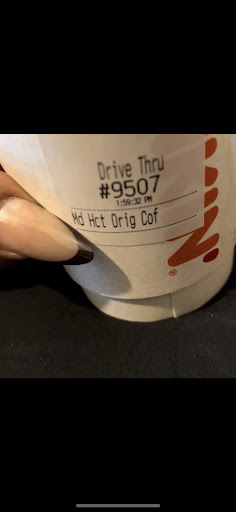 Drive Thru
#9507
1:59:32 PM
Md Hct Orig Cof